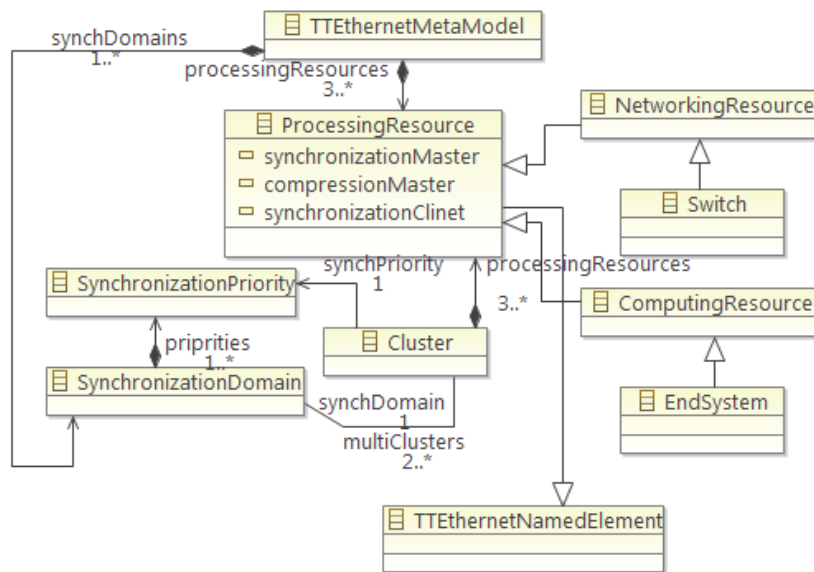 TTEthernetMetaModel
synchDomains
1..*
processingResources
3..*
ProcessingResource
synchronizationMaster
compressionMaster
synchronizationClinet
NetworkingResource
Switch
synchPriority
1
processingResources
3..*
SynchronizationPriority
ComputingResource
Cluster
priprities
1..*
SynchronizationDomain
synchDomain
1
multiClusters
2..*
EndSystem
TTEthernetNamedElement